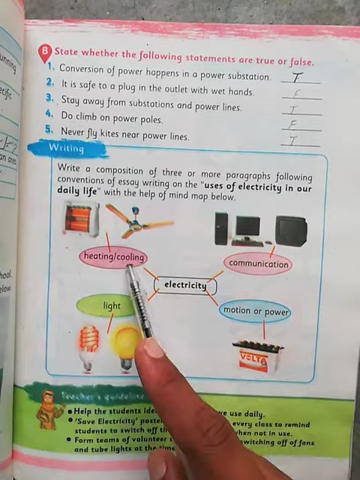 unning
ecific
B State whether the following statements are true or false.
1. Conversion of power happens in a power substation. T
2. It is safe to a plug in the outlet with wet hands. F
3. Stay away from substations and power lines. T
4. Do climb on power poles. F
5. Never fly kites near power lines. T
Writing
Write a composition of three or more paragraphs following
conventions of essay writing on the "uses of electricity in our
daily life" with the help of mind map below.
heating/cooling
communication
electricity
light
motion or power
VOLTA
Teacher's guideline
• Help the students use daily.
• 'Save Electricity' every class to remind
students to switch off when not in use.
• Form teams of volunteer switching off of fans
and tube lights at the